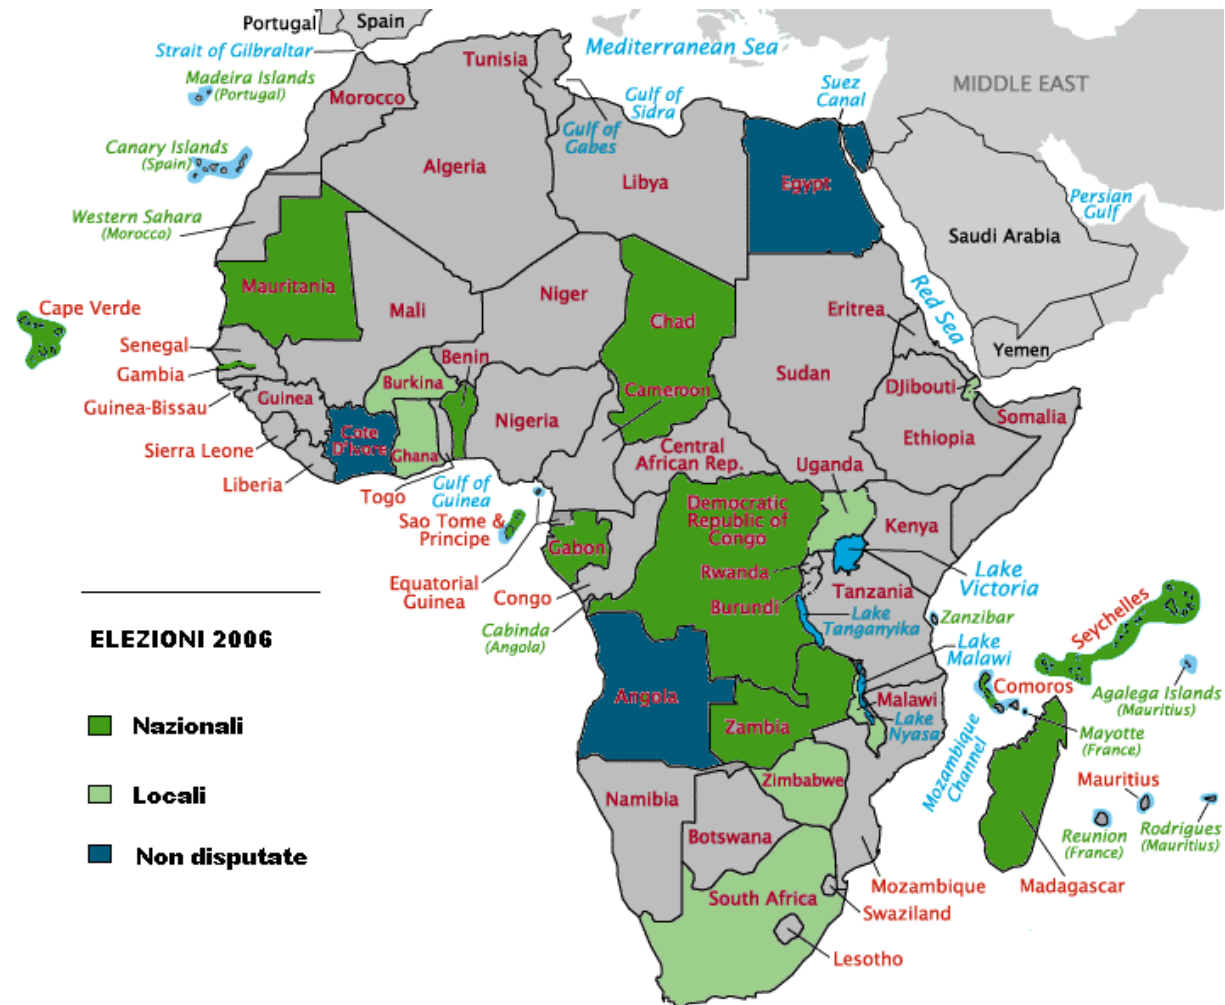 Portugal
Spain
Strait of Gilbraltar
Mediterranean Sea
Madeira Islands
(Portugal)
Tunisia
MIDDLE EAST
Suez
Canal
Morocco
Gulf of
Sidra
Gulf of
Gabes
Canary Islands
(Spain)
Algeria
Libya
Egypt
Persian
Gulf
Western Sahara
(Morocco)
Saudi Arabia
Mauritania
Mali
Niger
Chad
Red Sea
Eritrea
Cape Verde
Senegal
Gambia
Guinea-Bissau
Guinea
Burkina
Benin
Cameroon
Sudan
Yemen
DJibouti
Somalia
Nigeria
Cote
D'Ivore
Ghana
Sierra Leone
Liberia
Togo
Central
African Rep.
Ethiopia
Uganda
Gulf of
Guinea
Sao Tome &
Principe
Democratic
Republic of
Congo
Kenya
Gabon
Equatorial
Guinea
Congo
Rwanda
Burundi
Tanzania
Lake
Victoria
Lake
Tanganyika
Zanzibar
Seychelles
Cabinda
(Angola)
Lake
Malawi
Comoros
Agalega Islands
(Mauritius)
Angola
Zambia
Malawi
Lake
Nyasa
Mozambique
Channel
Mayotte
(France)
Mauritius
Zimbabwe
Namibia
Botswana
Reunion
(France)
Rodrigues
(Mauritius)
South Africa
Mozambique
Madagascar
Swaziland
Lesotho
ELEZIONI 2006
Nazionali
Locali
Non disputate